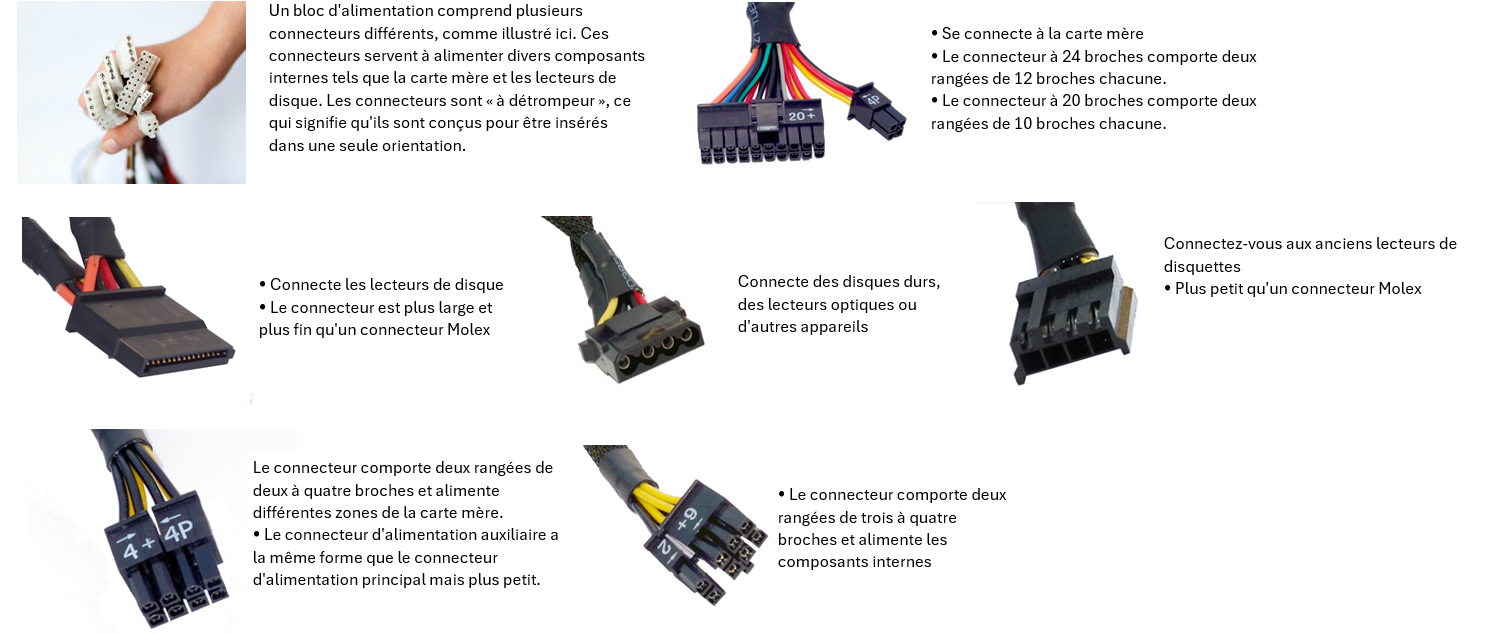 Un bloc d'alimentation comprend plusieurs
connecteurs différents, comme illustré ici. Ces
connecteurs servent à alimenter divers composants
internes tels que la carte mère et les lecteurs de
disque. Les connecteurs sont « à détrompeur », ce
qui signifie qu'ils sont conçus pour être insérés
dans une seule orientation.
20+
4P
• Se connecte à la carte mère
• Le connecteur à 24 broches comporte deux
rangées de 12 broches chacune.
• Le connecteur à 20 broches comporte deux
rangées de 10 broches chacune.
• Connecte les lecteurs de disque
• Le connecteur est plus large et
plus fin qu'un connecteur Molex
Connecte des disques durs,
des lecteurs optiques ou
d'autres appareils
Connectez-vous aux anciens lecteurs de
disquettes
• Plus petit qu'un connecteur Molex
4+4P
Le connecteur comporte deux rangées de
deux à quatre broches et alimente
différentes zones de la carte mère.
• Le connecteur d'alimentation auxiliaire a
la même forme que le connecteur
d'alimentation principal mais plus petit.
6+
2
• Le connecteur comporte deux
rangées de trois à quatre
broches et alimente les
composants internes